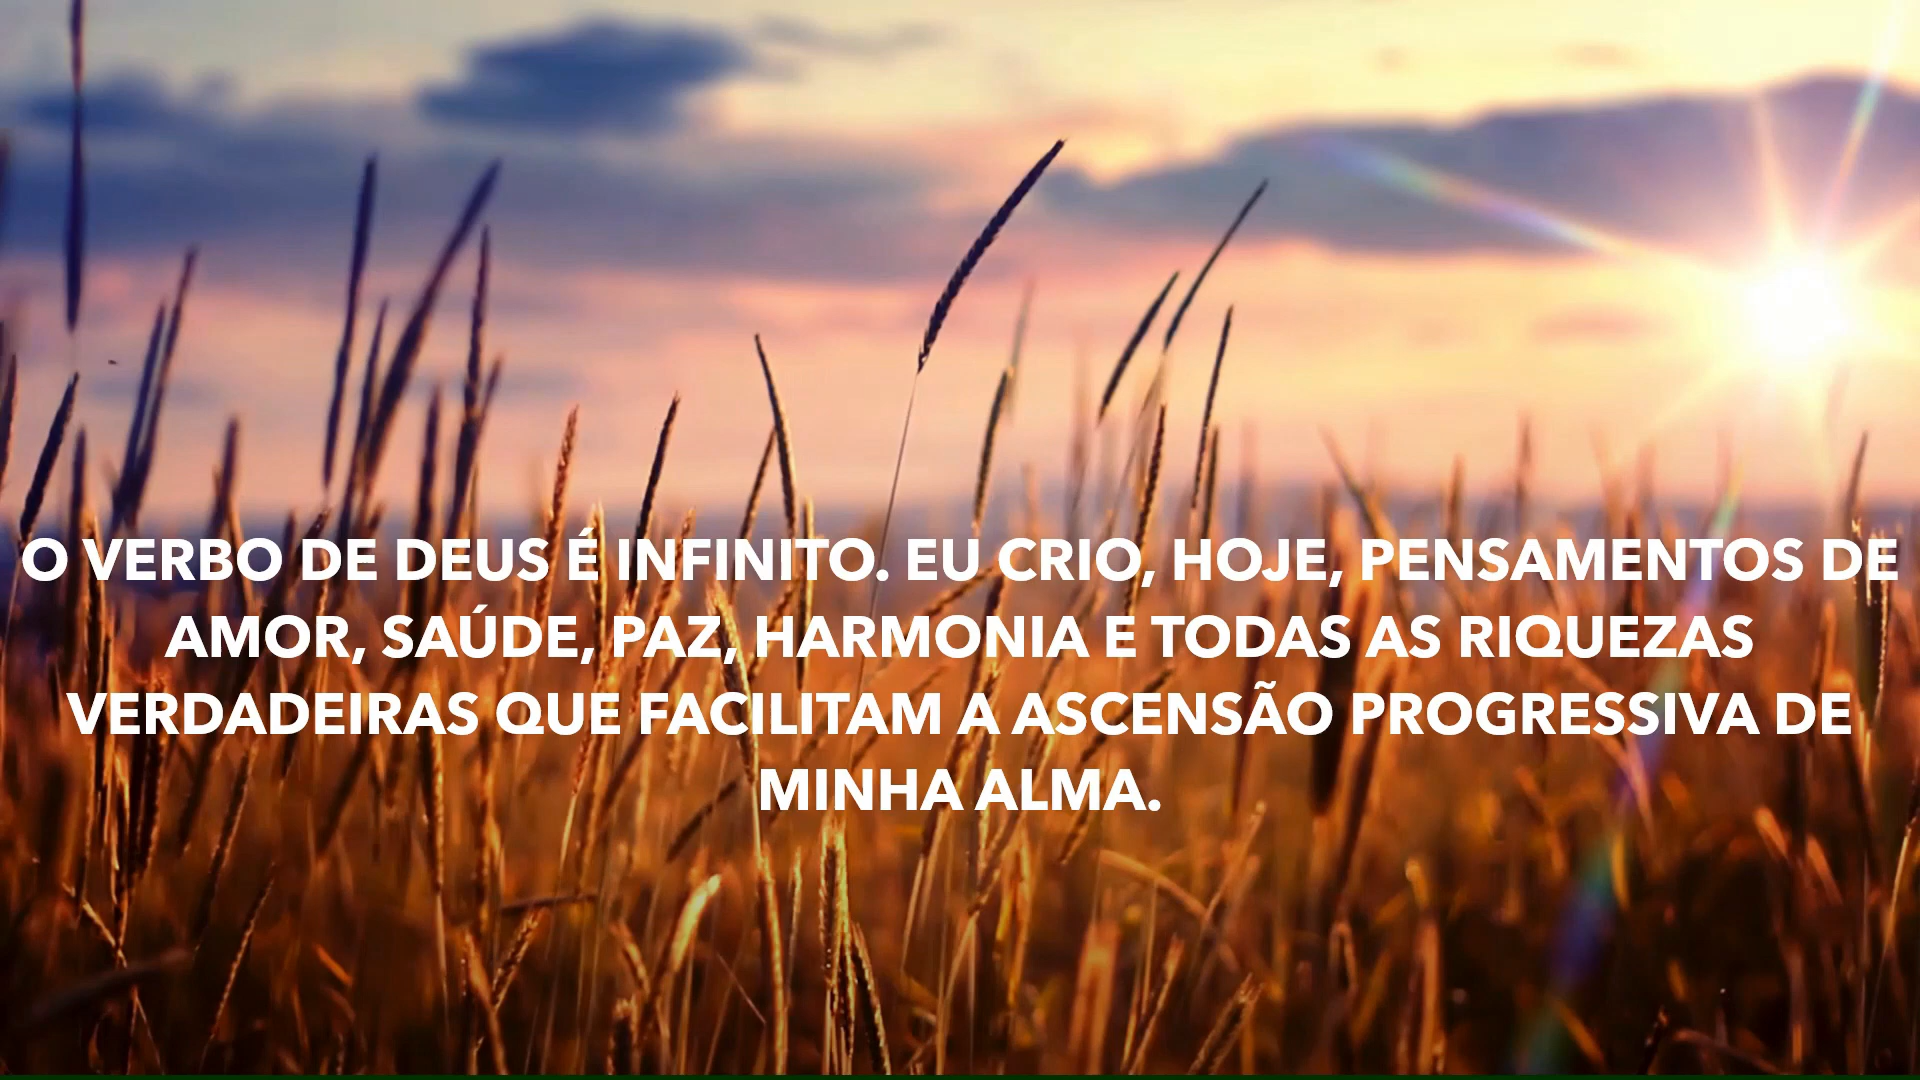 O VERBO DE DEUS É INFINITO. EU CRIO, HOJE, PENSAMENTOS DE
AMOR, SAÚDE, PAZ, HARMONIA E TODAS AS RIQUEZAS
VERDADEIRAS QUE FACILITAM A ASCENSÃO PROGRESSIVA DE
MINHA ALMA.